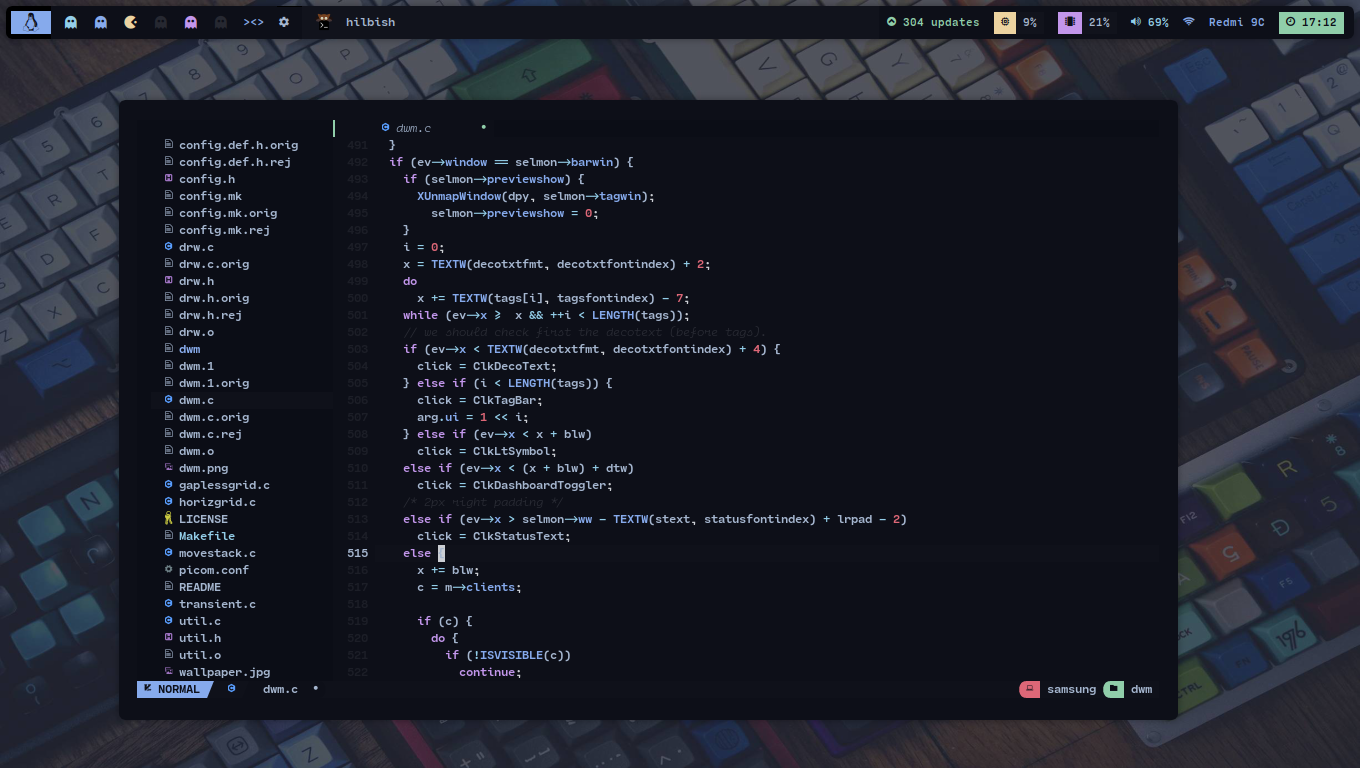 ><> hilbish 304 updates 9% 21% 69% Redmi 9C 17:12
dwm.c
config.def.h.orig
config.def.h.rej
config.h
config.mk
config.mk.orig
config.mk.rej
drw.c
drw.c.orig
drw.h
drw.h.orig
drw.h.rej
drw.o
dwm
dwm.1
dwm.1.orig
dwm.c
dwm.c.orig
dwm.c.rej
dwm.o
dwm.png
gaplessgrid.c
horizgrid.c
LICENSE
Makefile
movestack.c
picom.conf
README
transient.c
util.c
util.h
util.o
wallpaper.jpg
491 }
492 if (ev->window == selmon->barwin) {
493 if (selmon->previewshow) {
494 XUnmapWindow(dpy, selmon->tagwin);
495 selmon->previewshow = 0;
496 }
497 i = 0;
498 x = TEXTW(decotxtfmt, decotxtfontindex) + 2;
499 do
500 x += TEXTW(tags[i], tagsfontindex) - 7;
501 while (ev->x >= x && ++i < LENGTH(tags));
502 // we should check first the decotext (before tags).
503 if (ev->x < TEXTW(decotxtfmt, decotxtfontindex) + 4) {
504 click = ClkDecoText;
505 } else if (i < LENGTH(tags)) {
506 click = ClkTagBar;
507 arg.ui = 1 << i;
508 } else if (ev->x < x + blw)
509 click = ClkLtSymbol;
510 else if (ev->x < (x + blw) + dtw)
511 click = ClkDashboardToggler;
512 /* 2px right padding */
513 else if (ev->x > selmon->ww - TEXTW(stext, statusfontindex) + lrpad - 2)
514 click = ClkStatusText;
515 else {
516 x += blw;
517 c = m->clients;
518
519 if (c) {
520 do {
521 if (!ISVISIBLE(c))
522 continue;
NORMAL dwm.c samsung dwm